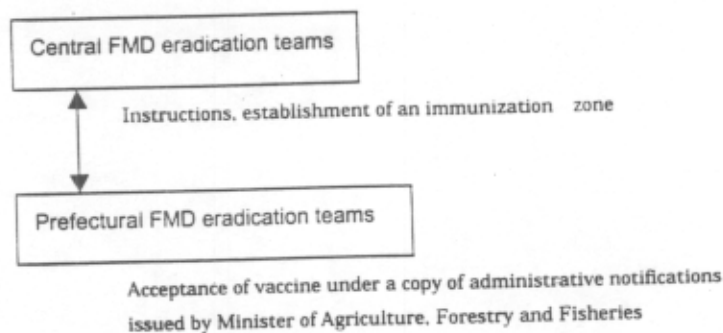 Central FMD eradication teams
Instructions, establishment of an immunization zone
Prefectural FMD eradication teams
Acceptance of vaccine under a copy of administrative notifications
issued by Minister of Agriculture, Forestry and Fisheries